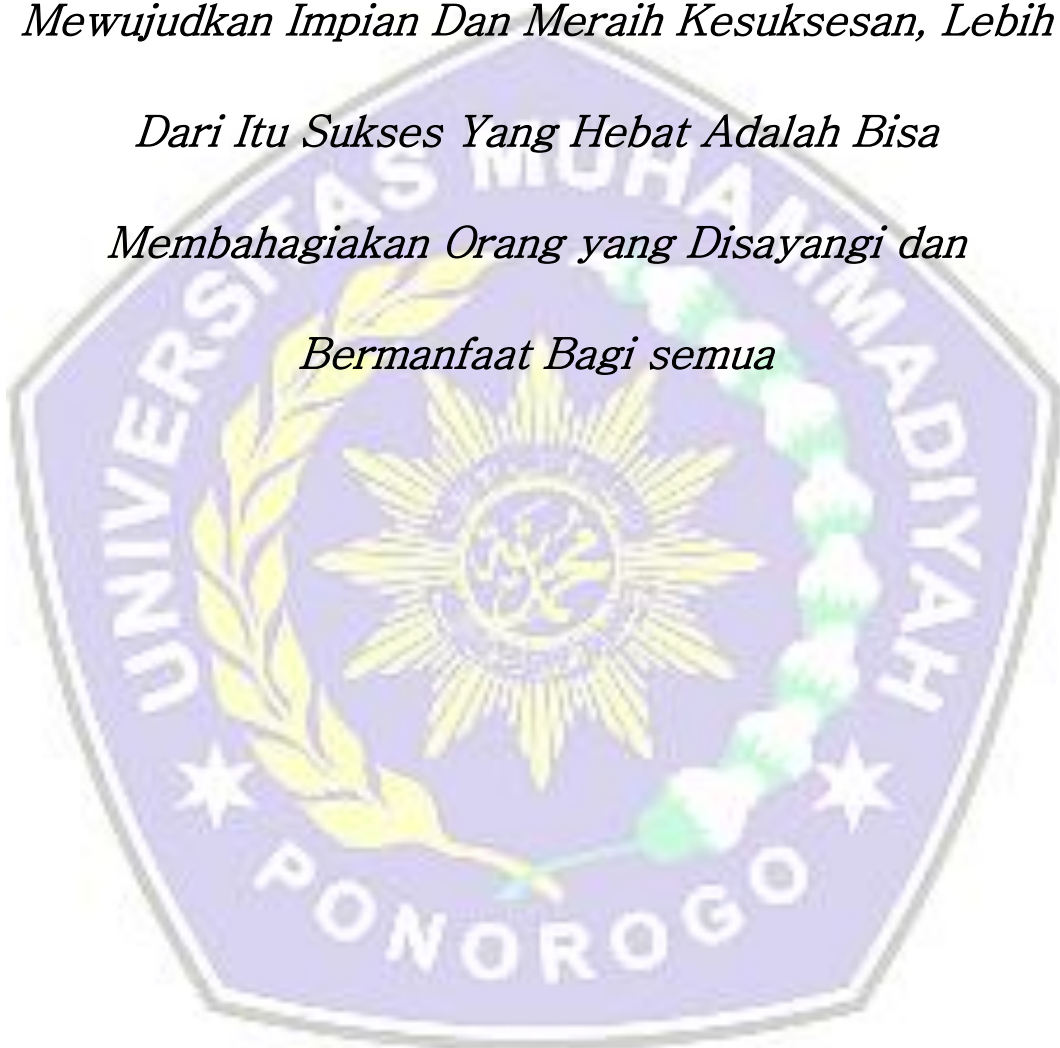 Mewujudkan Impian Dan Meraih Kesuksesan, Lebih
Dari Itu Sukses Yang Hebat Adalah Bisa
Membahagiakan Orang yang Disayangi dan
Bermanfaat Bagi semua
UNIVERSITAS MUHAMMADIYAH
PONOROGO